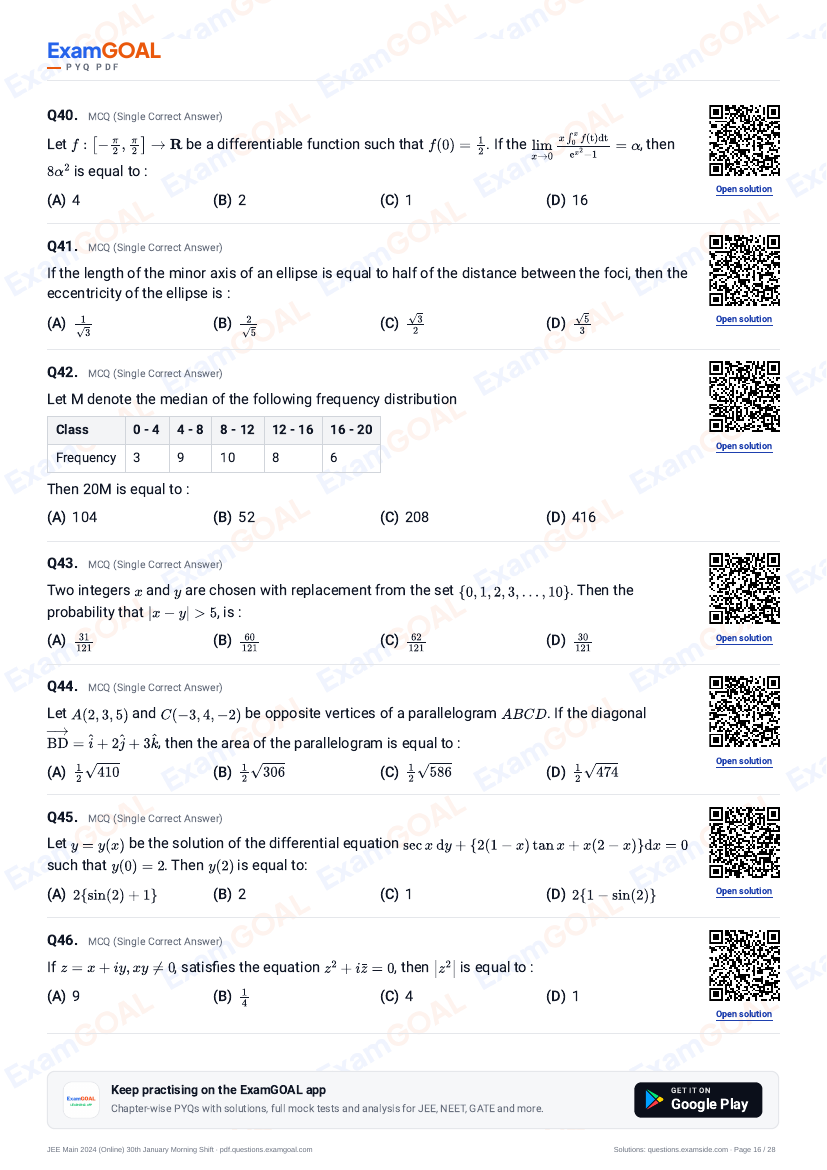 ExamGOAL
PYQ PDF
Q40. MCQ (Single Correct Answer)
Let f : [−π/2, π/2] → R be a differentiable function such that f(0) = 1/2. If the lim_{x→0} (x ∫_0^x f(t)dt)/(e^{x²}−1) = α, then
8α² is equal to :
(A) 4 (B) 2 (C) 1 (D) 16
Open solution
Q41. MCQ (Single Correct Answer)
If the length of the minor axis of an ellipse is equal to half of the distance between the foci, then the
eccentricity of the ellipse is :
(A) 1/√3 (B) 2/√5 (C) √3/2 (D) √5/3
Open solution
Q42. MCQ (Single Correct Answer)
Let M denote the median of the following frequency distribution
Class 0 - 4 4 - 8 8 - 12 12 - 16 16 - 20
Frequency 3 9 10 8 6
Then 20M is equal to :
(A) 104 (B) 52 (C) 208 (D) 416
Open solution
Q43. MCQ (Single Correct Answer)
Two integers x and y are chosen with replacement from the set {0, 1, 2, 3, . . . , 10}. Then the
probability that |x − y| > 5, is :
(A) 31/121 (B) 60/121 (C) 62/121 (D) 30/121
Open solution
Q44. MCQ (Single Correct Answer)
Let A(2, 3, 5) and C(−3, 4, −2) be opposite vertices of a parallelogram ABCD. If the diagonal
BD→ = î + 2ĵ + 3k̂, then the area of the parallelogram is equal to :
(A) 1/2 √410 (B) 1/2 √306 (C) 1/2 √586 (D) 1/2 √474
Open solution
Q45. MCQ (Single Correct Answer)
Let y = y(x) be the solution of the differential equation sec x dy + {2(1 − x) tan x + x(2 − x)}dx = 0
such that y(0) = 2. Then y(2) is equal to:
(A) 2{sin(2) + 1} (B) 2 (C) 1 (D) 2{1 − sin(2)}
Open solution
Q46. MCQ (Single Correct Answer)
If z = x + iy, xy ≠ 0, satisfies the equation z² + iz̄ = 0, then |z²| is equal to :
(A) 9 (B) 1/4 (C) 4 (D) 1
Open solution
Keep practising on the ExamGOAL app
Chapter-wise PYQs with solutions, full mock tests and analysis for JEE, NEET, GATE and more.
GET IT ON
Google Play
JEE Main 2024 (Online) 30th January Morning Shift · pdf.questions.examgoal.com
Solutions: questions.examside.com · Page 16 / 28